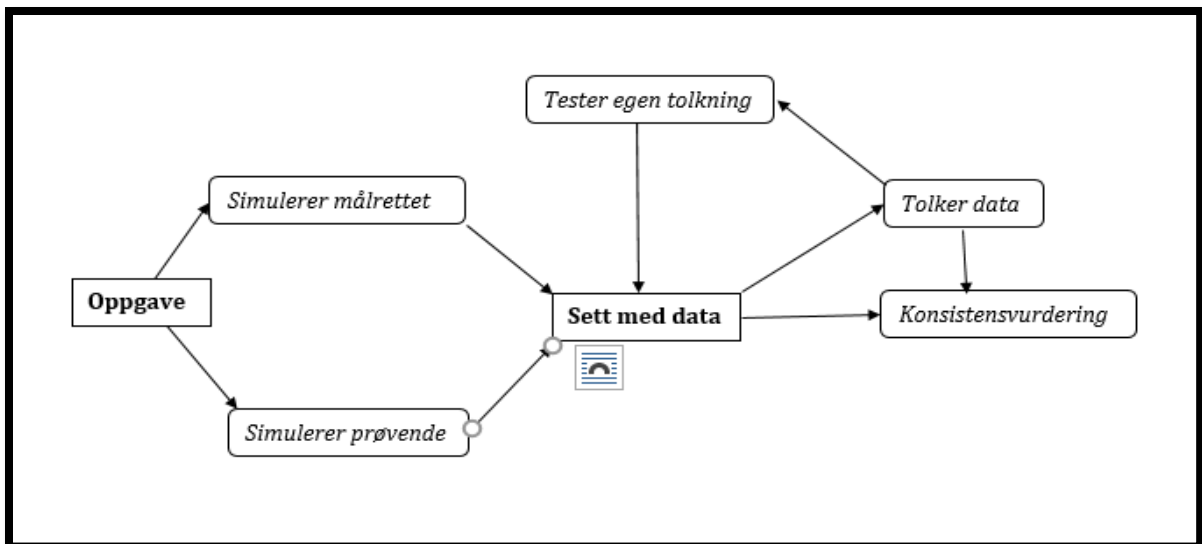 Tester egen tolkning
Simulerer målrettet
Tolker data
Oppgave
Sett med data
Konsistensvurdering
Simulerer prøvende